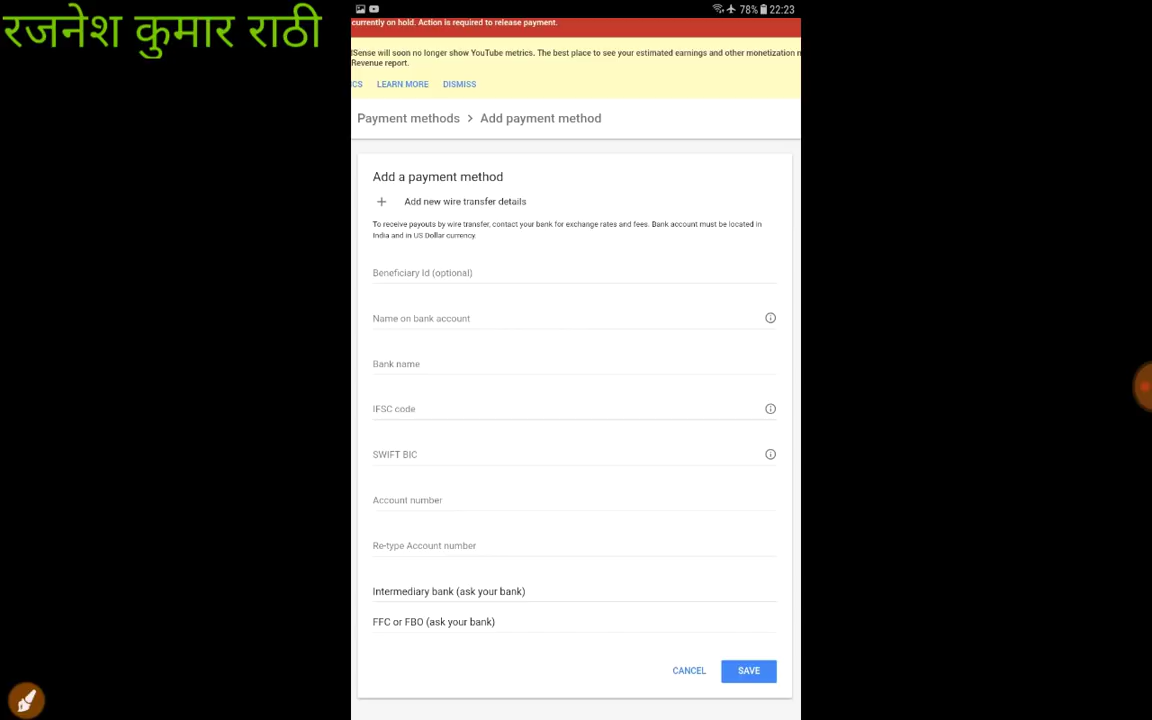 रजनेश कुमार राठी
78% 22:23
currently on hold. Action is required to release payment.
Sense will soon no longer show YouTube metrics. The best place to see your estimated earnings and other monetization
Revenue report.
LEARN MORE DISMISS
Payment methods > Add payment method
Add a payment method
+ Add new wire transfer details
To receive payouts by wire transfer, contact your bank for exchange rates and fees. Bank account must be located in
India and in US Dollar currency.
Beneficiary Id (optional)
Name on bank account
Bank name
IFSC code
SWIFT BIC
Account number
Re-type Account number
Intermediary bank (ask your bank)
FFC or FBO (ask your bank)
CANCEL SAVE